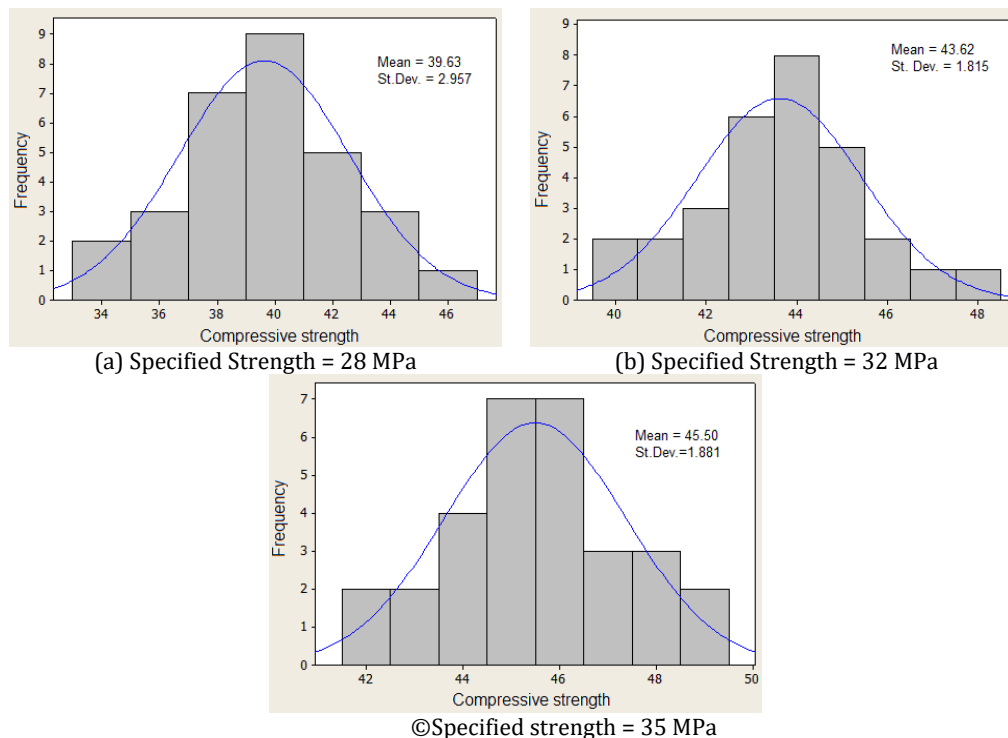 9
8
7
6
5
4
3
2
1
0
Frequency
Mean = 39.63
St.Dev. = 2.957
34 36 38 40 42 44 46
Compressive strength
(a) Specified Strength = 28 MPa
9
8
7
6
5
4
3
2
1
0
Frequency
Mean = 43.62
St. Dev. = 1.815
40 42 44 46 48
Compressive strength
(b) Specified Strength = 32 MPa
7
6
5
4
3
2
1
0
Frequency
Mean = 45.50
St.Dev.=1.881
42 44 46 48 50
Compressive strength
©Specified strength = 35 MPa